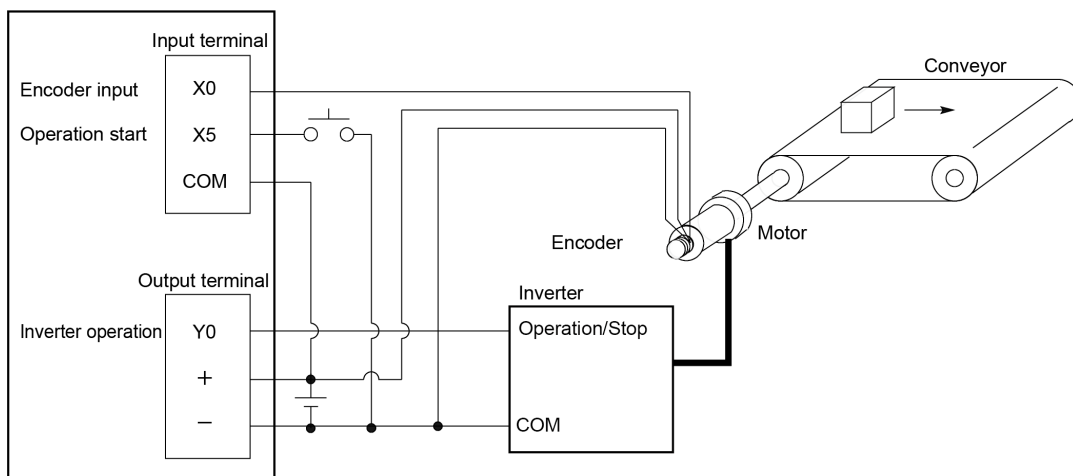 Input terminal
Encoder input
X0
Operation start
X5
COM
Output terminal
Inverter operation
Y0
+
−
Encoder
Motor
Conveyor
Inverter
Operation/Stop
COM